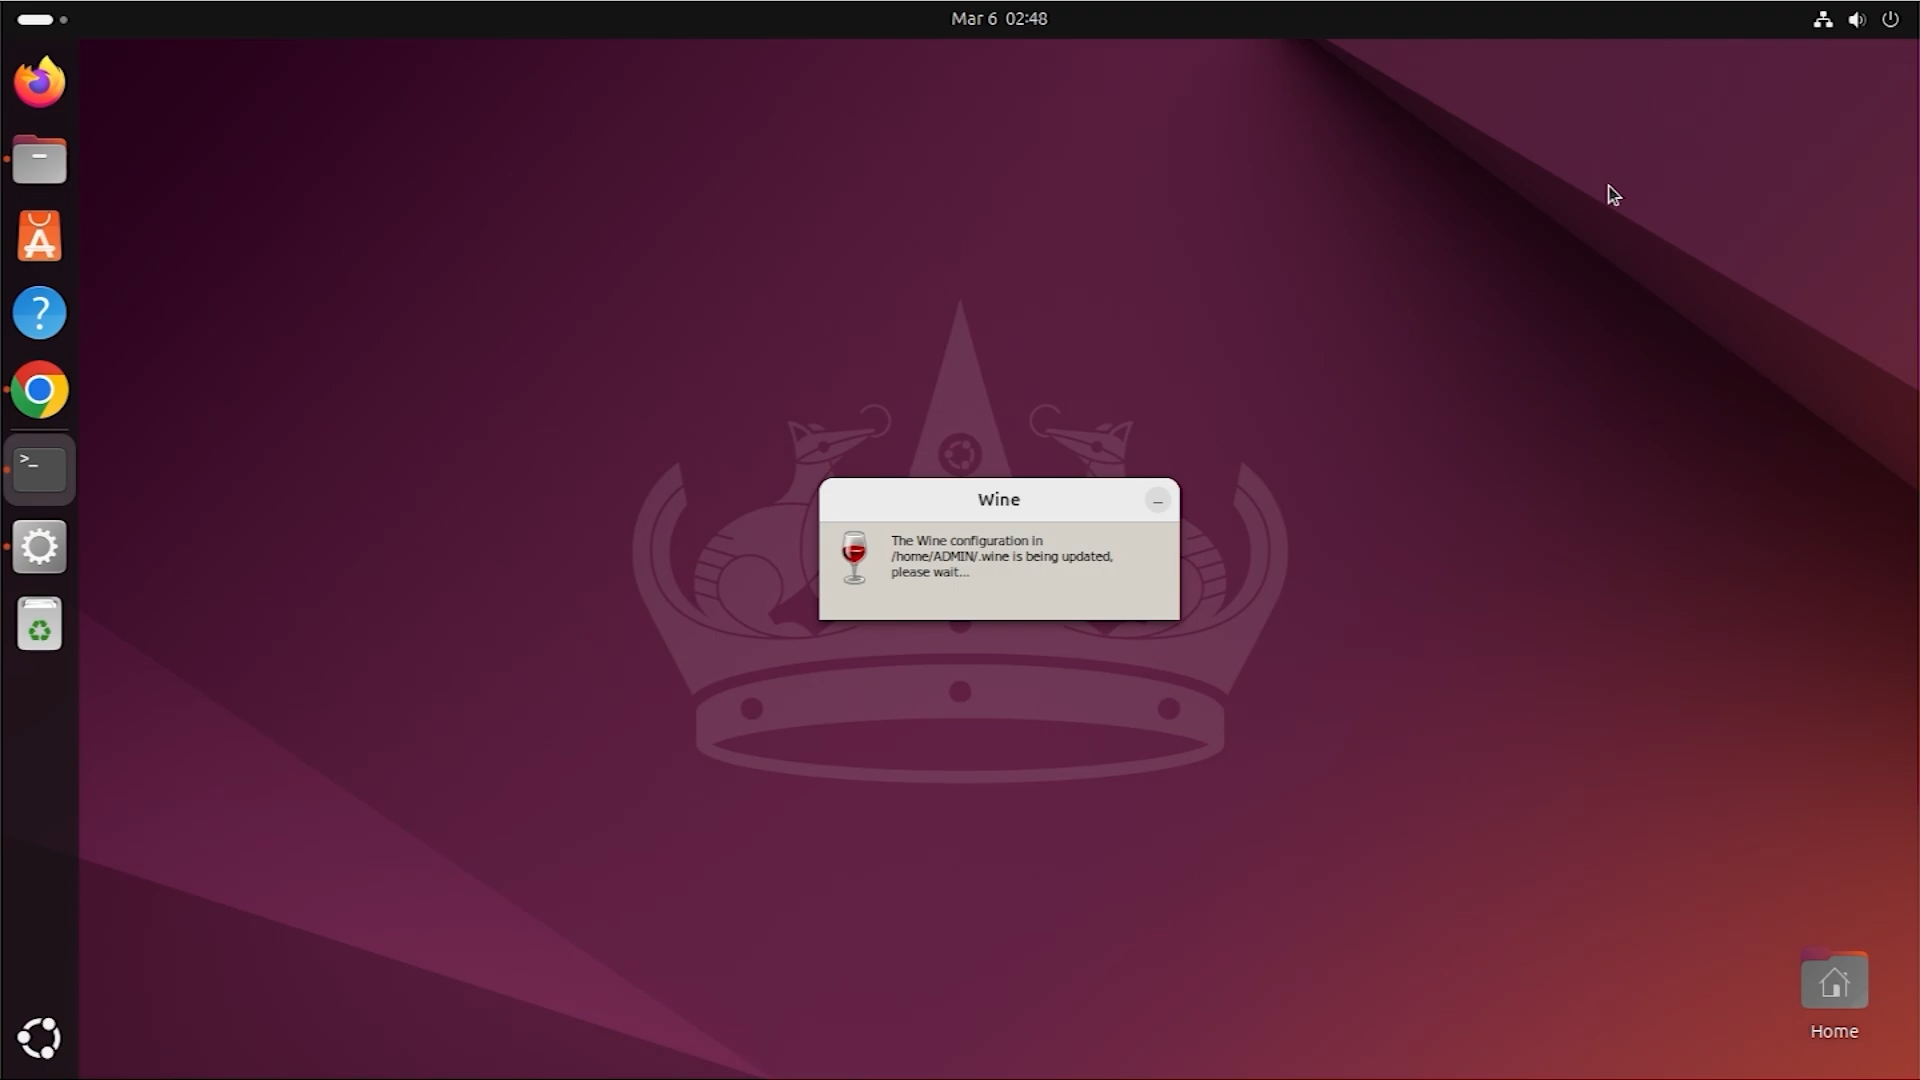 Mar 6 02:48
Wine
The Wine configuration in
/home/ADMIN/.wine is being updated,
please wait...
Home